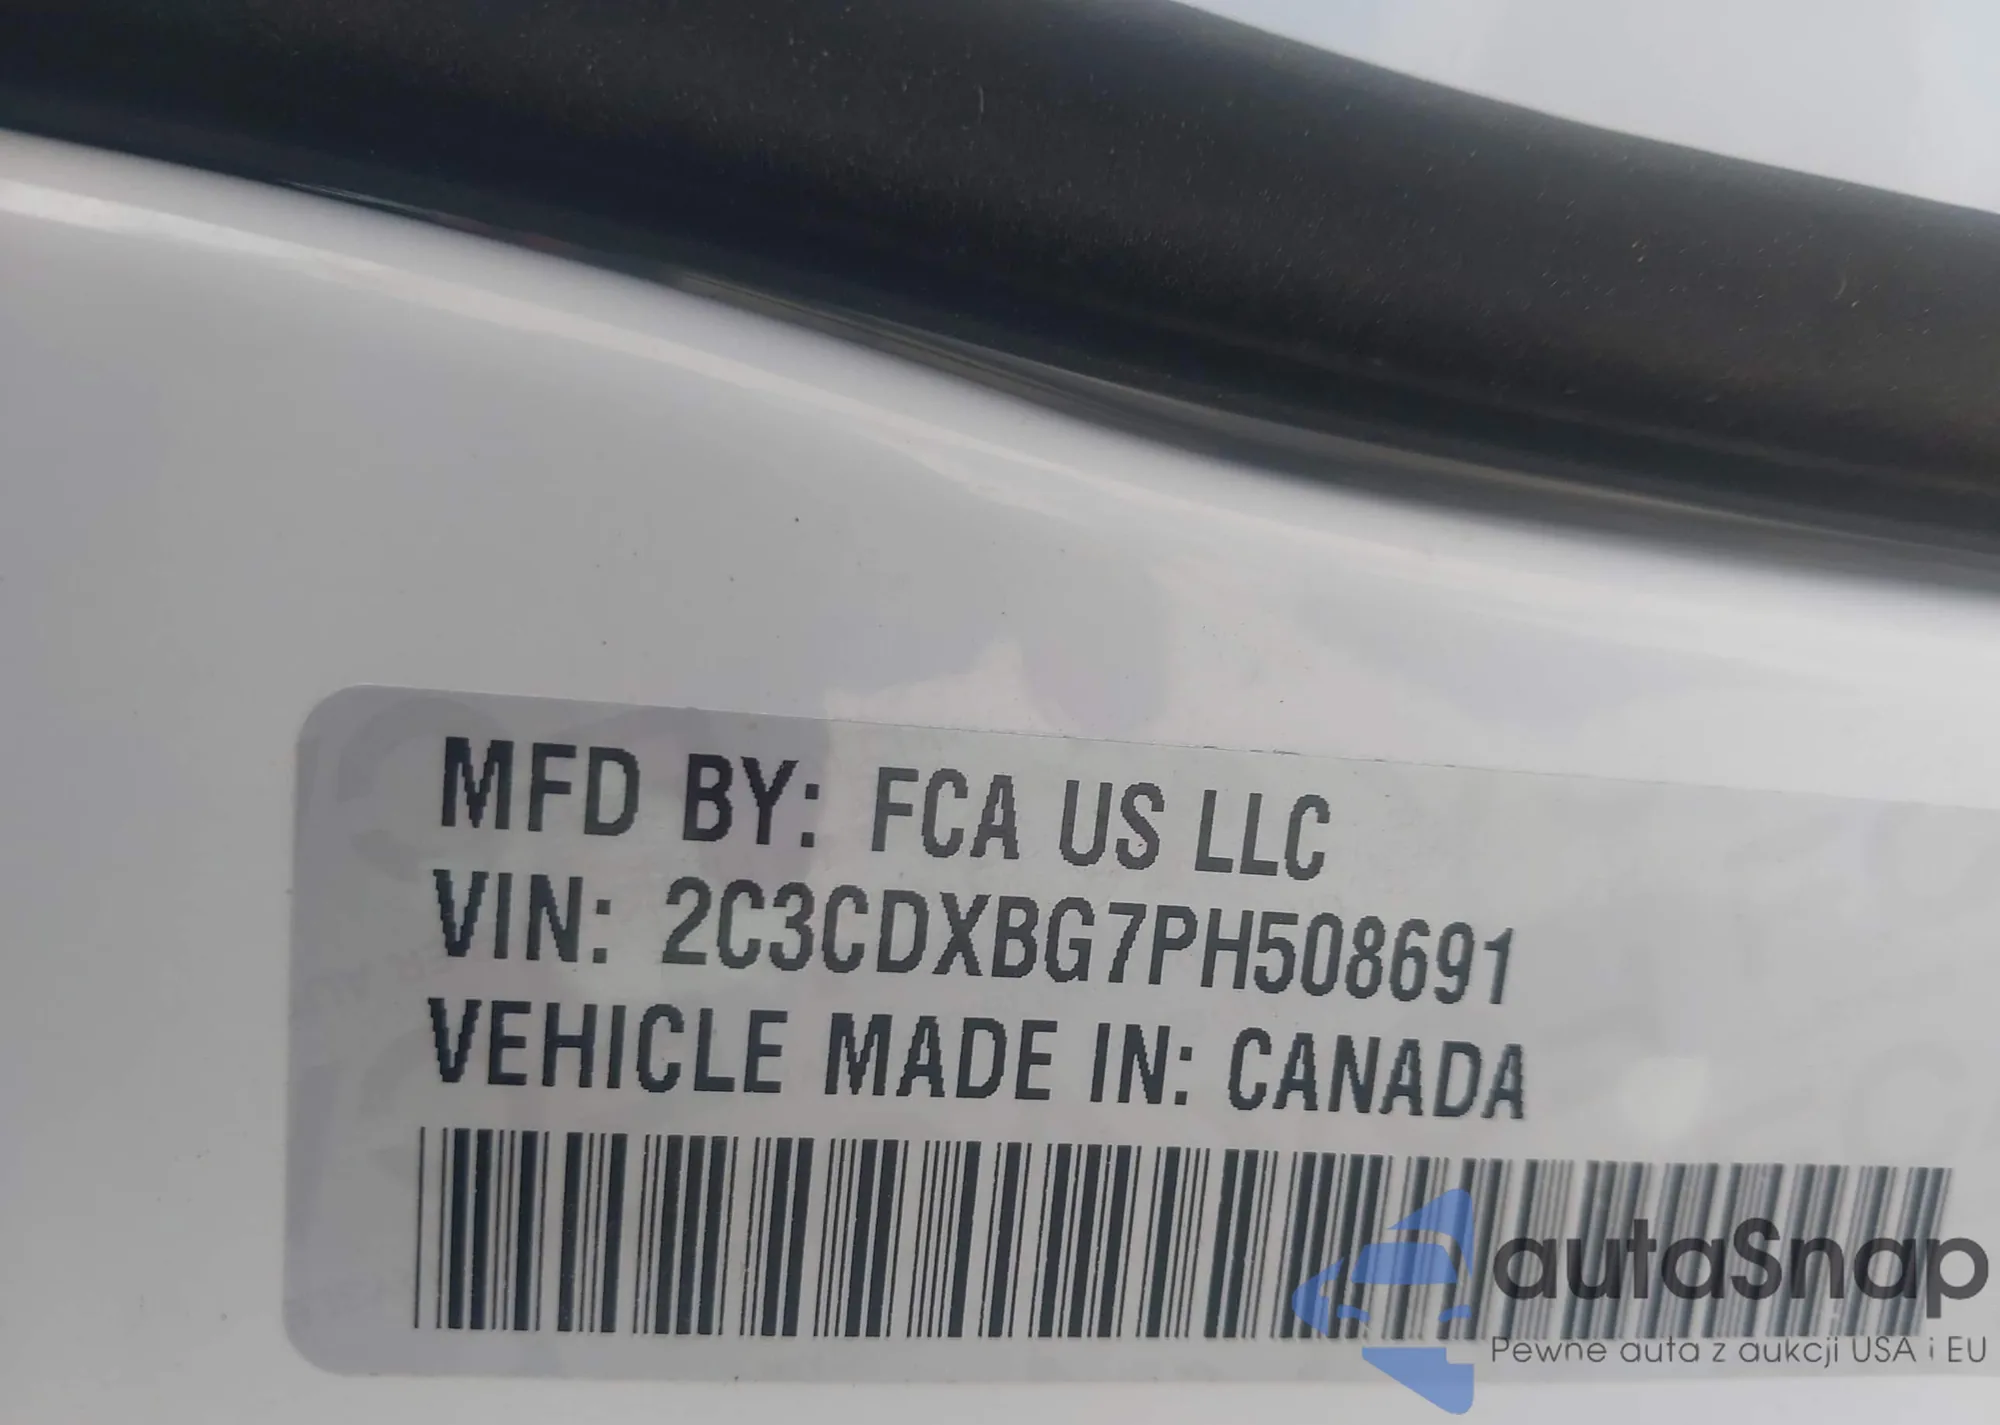 MFD BY: FCA US LLC
VIN: 2C3CDXBG7PH508691
VEHICLE MADE IN: CANADA
autaSnap
Pewne auta z aukcji USA i EU